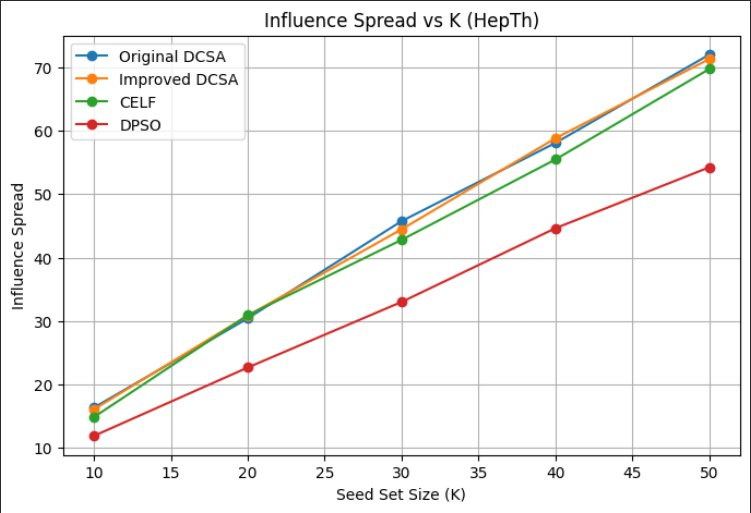 Influence Spread vs K (HepTh)
Original DCSA
Improved DCSA
CELF
DPSO
Influence Spread
70
60
50
40
30
20
10
10 15 20 25 30 35 40 45 50
Seed Set Size (K)